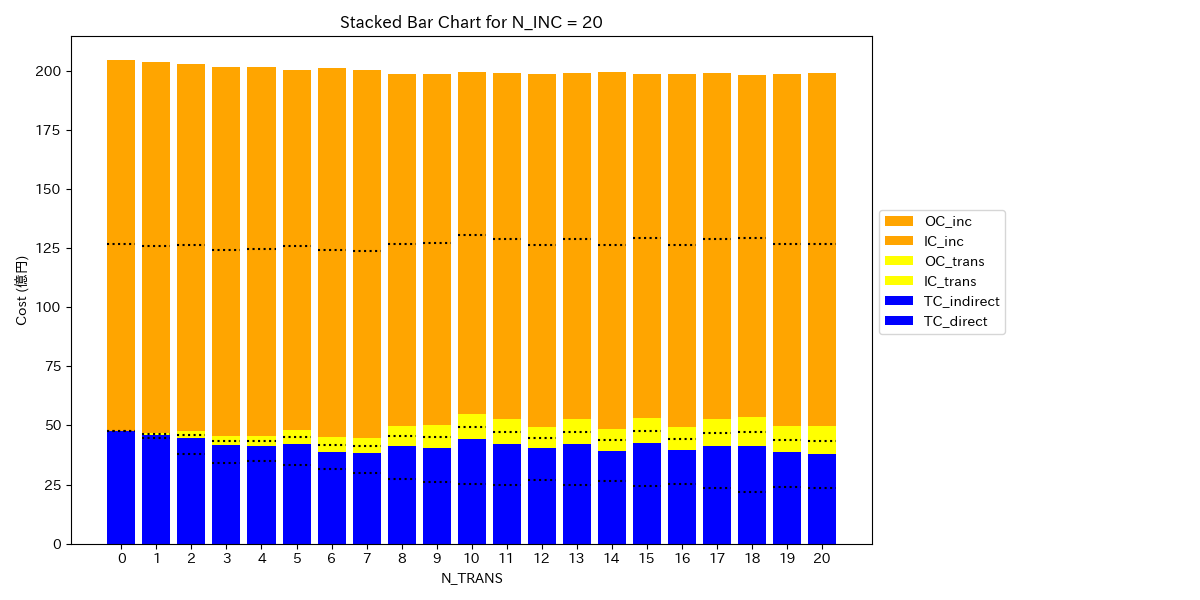 Stacked Bar Chart for N_INC = 20
Cost (億円)
200
175
150
125
100
75
50
25
0
0 1 2 3 4 5 6 7 8 9 10 11 12 13 14 15 16 17 18 19 20
N_TRANS
OC_inc
IC_inc
OC_trans
IC_trans
TC_indirect
TC_direct